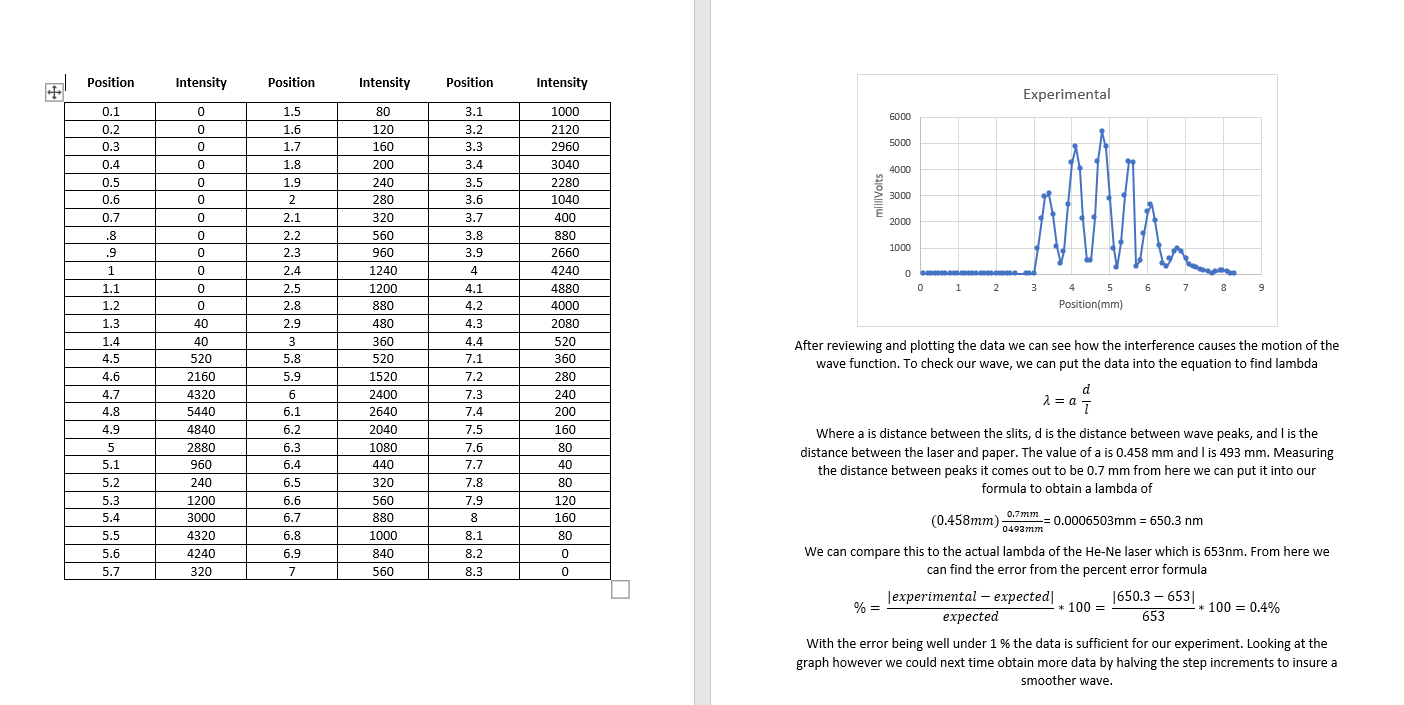 Position Intensity Position Intensity Position Intensity
0.1 0 1.5 80 3.1 1000
0.2 0 1.6 120 3.2 2120
0.3 0 1.7 160 3.3 2960
0.4 0 1.8 200 3.4 3040
0.5 0 1.9 240 3.5 2280
0.6 0 2 280 3.6 1040
0.7 0 2.1 320 3.7 400
.8 0 2.2 560 3.8 880
.9 0 2.3 960 3.9 2660
1 0 2.4 1240 4 4240
1.1 0 2.5 1200 4.1 4880
1.2 0 2.8 880 4.2 4000
1.3 40 2.9 480 4.3 2080
1.4 40 3 360 4.4 520
4.5 520 5.8 520 7.1 360
4.6 2160 5.9 1520 7.2 280
4.7 4320 6 2400 7.3 240
4.8 5440 6.1 2640 7.4 200
4.9 4840 6.2 2040 7.5 160
5 2880 6.3 1080 7.6 80
5.1 960 6.4 440 7.7 40
5.2 240 6.5 320 7.8 80
5.3 1200 6.6 560 7.9 120
5.4 3000 6.7 880 8 160
5.5 4320 6.8 1000 8.1 80
5.6 4240 6.9 840 8.2 0
5.7 320 7 560 8.3 0
Experimental
6000
5000
4000
3000
2000
1000
0
milliVolts
0 1 2 3 4 5 6 7 8 9
Position(mm)
After reviewing and plotting the data we can see how the interference causes the motion of the
wave function. To check our wave, we can put the data into the equation to find lambda
λ = a d/l
Where a is distance between the slits, d is the distance between wave peaks, and l is the
distance between the laser and paper. The value of a is 0.458 mm and l is 493 mm. Measuring
the distance between peaks it comes out to be 0.7 mm from here we can put it into our
formula to obtain a lambda of
(0.458mm) 0.7mm/0493mm = 0.0006503mm = 650.3 nm
We can compare this to the actual lambda of the He-Ne laser which is 653nm. From here we
can find the error from the percent error formula
% = |experimental − expected|/expected * 100 = |650.3 − 653|/653 * 100 = 0.4%
With the error being well under 1 % the data is sufficient for our experiment. Looking at the
graph however we could next time obtain more data by halving the step increments to insure a
smoother wave.